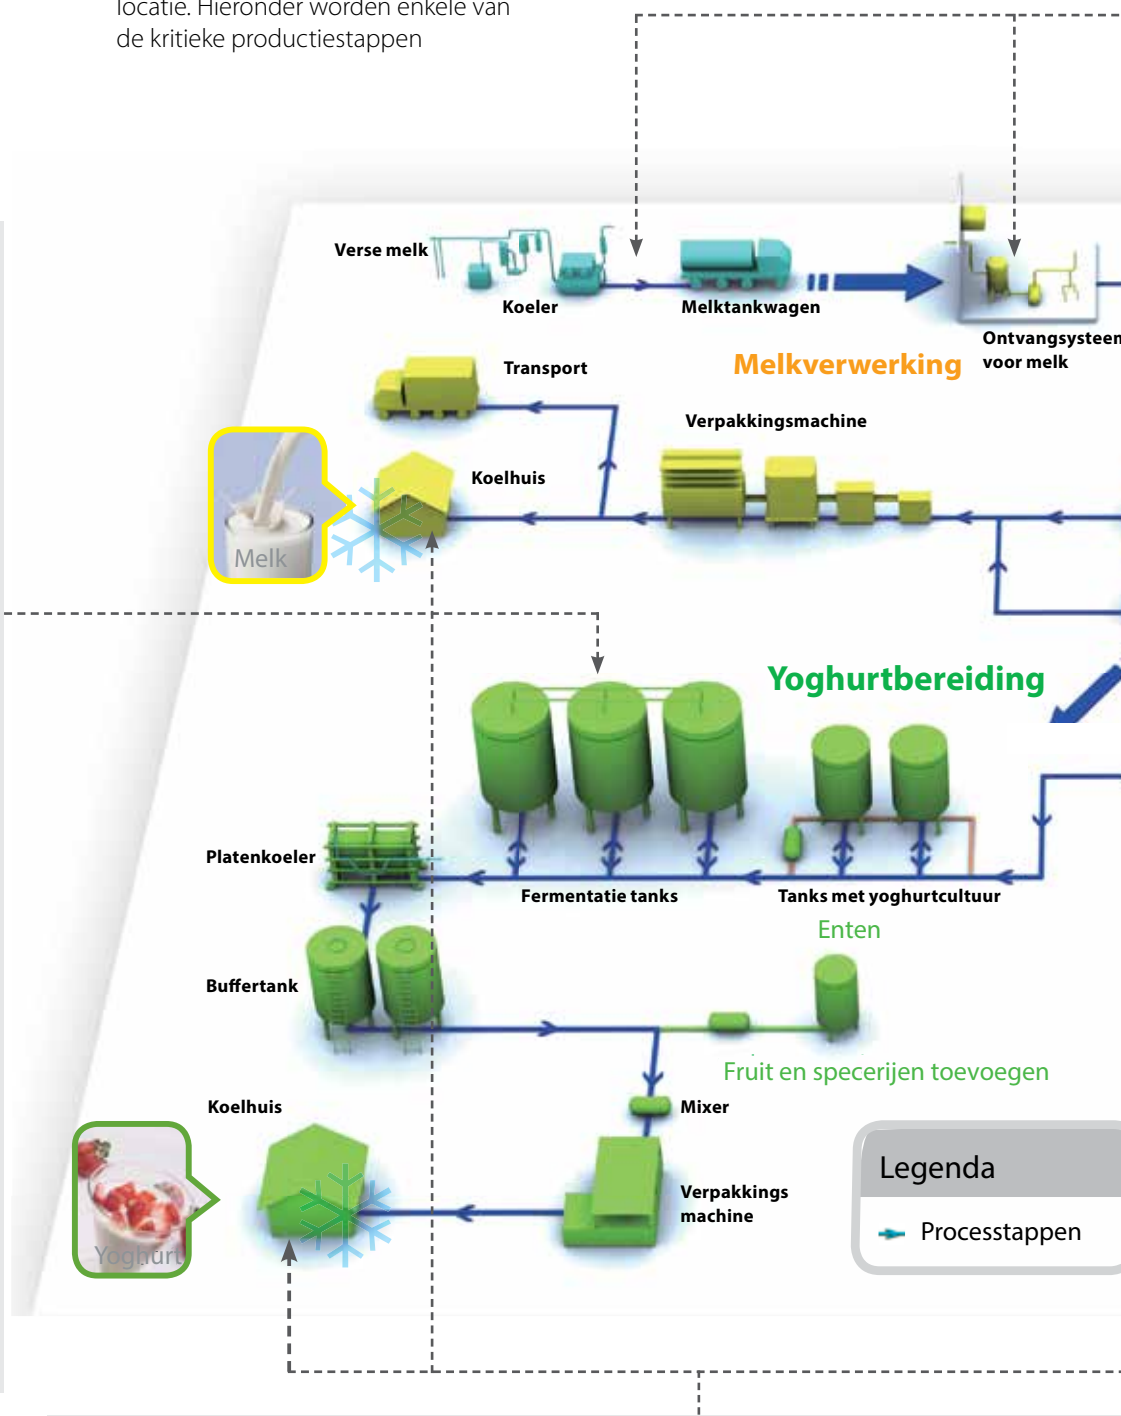 locatie. Hieronder worden enkele van
de kritieke productiestappen
Verse melk
Koeler
Melktankwagen
Ontvangsysteem
voor melk
Melkverwerking
Transport
Verpakkingsmachine
Koelhuis
Melk
Yoghurtbereiding
Platenkoeler
Fermentatie tanks
Tanks met yoghurtcultuur
Enten
Buffertank
Fruit en specerijen toevoegen
Koelhuis
Mixer
Verpakkings
machine
Yoghurt
Legenda
Processtappen